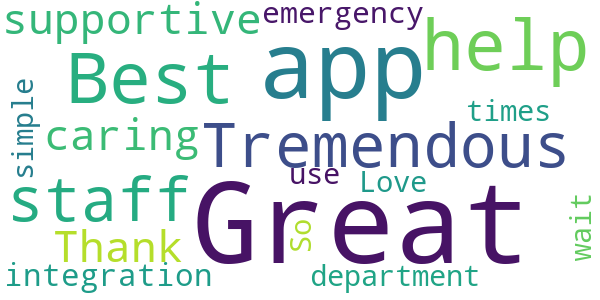 supportive
emergency
help
Best
app
simple
caring
times
Tremendous
use
Love
staff
Great
So
wait
Thank
integration
department